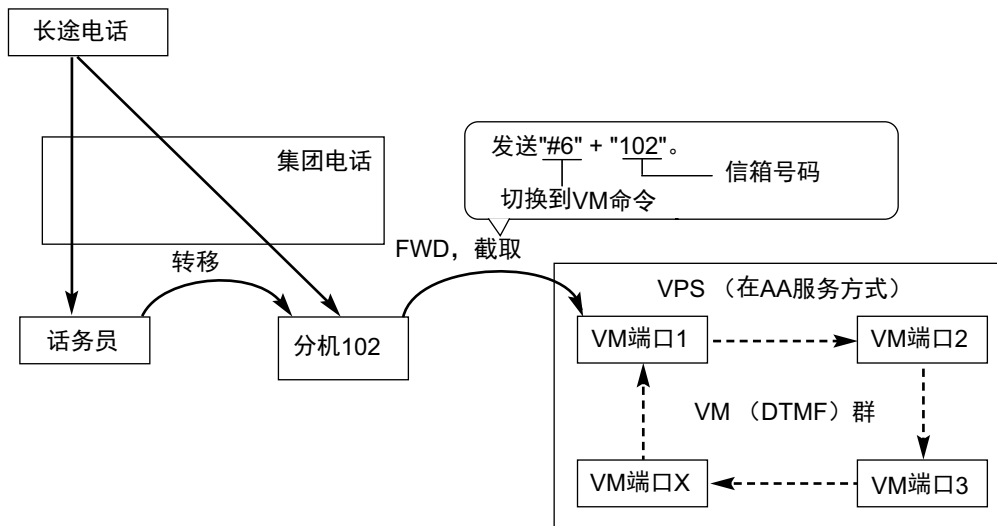 长途电话
集团电话
发送"#6" + "102"。
信箱号码
切换到VM命令
转移
FWD，截取
话务员
分机102
VPS （在AA服务方式）
VM端口1
VM端口2
VM （DTMF）群
VM端口X
VM端口3